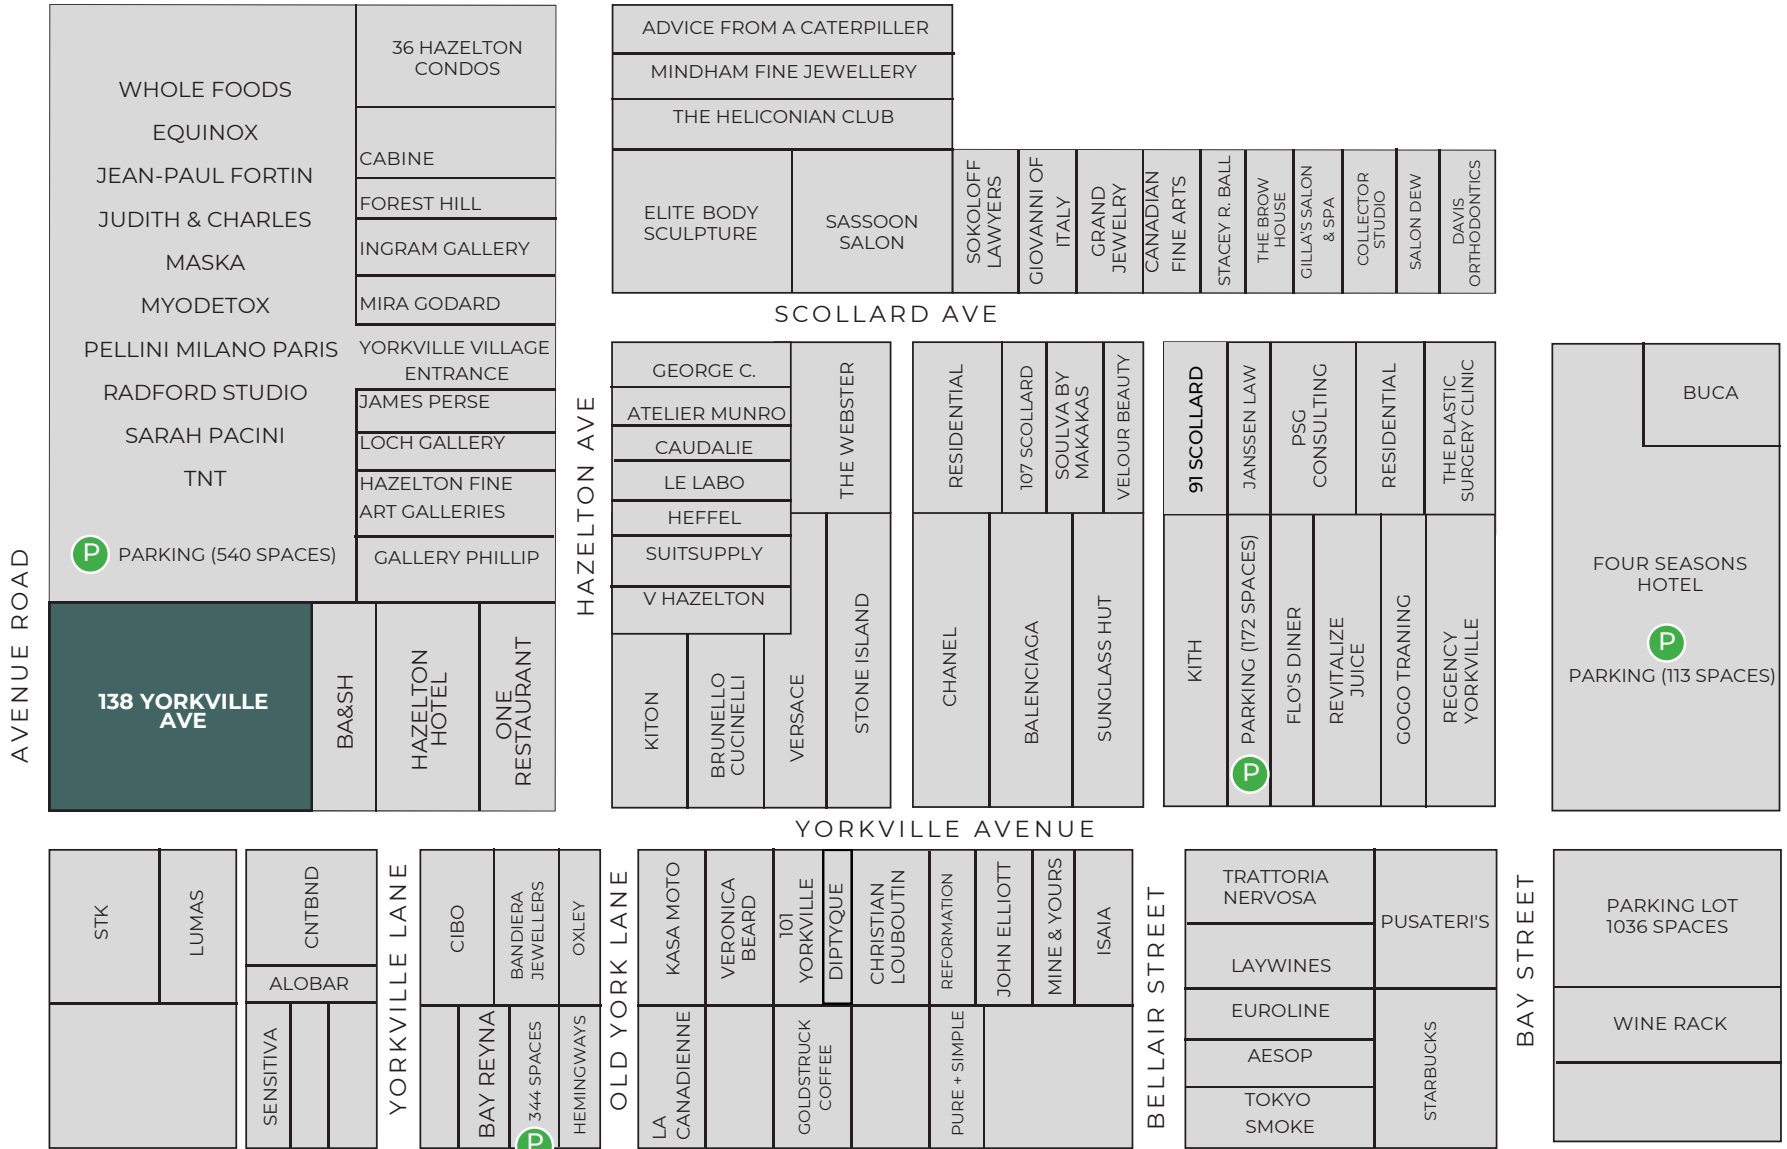 WHOLE FOODS
EQUINOX
JEAN-PAUL FORTIN
JUDITH & CHARLES
MASKA
MYODETOX
PELLINI MILANO PARIS
RADFORD STUDIO
SARAH PACINI
TNT
P
PARKING (540 SPACES)
36 HAZELTON
CONDOS
CABINE
FOREST HILL
INGRAM GALLERY
MIRA GODARD
YORKVILLE VILLAGE
ENTRANCE
JAMES PERSE
LOCH GALLERY
HAZELTON FINE
ART GALLERIES
GALLERY PHILLIP
AVENUE ROAD
138 YORKVILLE
AVE
BA&SH
HAZELTON
HOTEL
ONE
RESTAURANT
HAZELTON AVE
ADVICE FROM A CATERPILLER
MINDHAM FINE JEWELLERY
THE HELICONIAN CLUB
ELITE BODY
SCULPTURE
SASSOON
SALON
SOKOLOFF
LAWYERS
GIOVANNI OF
ITALY
GRAND
JEWELRY
CANADIAN
FINE ARTS
STACEY R. BALL
THE BROW
HOUSE
GILLA'S SALON
& SPA
COLLECTOR
STUDIO
SALON DEW
DAVIS
ORTHODONTICS
SCOLLARD AVE
GEORGE C.
ATELIER MUNRO
CAUDALIE
LE LABO
HEFFEL
SUITSUPPLY
V HAZELTON
THE WEBSTER
KITON
BRUNELLO
CUCINELLI
VERSACE
STONE ISLAND
RESIDENTIAL
107 SCOLLARD
SOULVA BY
MAKAKAS
VELOUR BEAUTY
CHANEL
BALENCIAGA
SUNGLASS HUT
91 SCOLLARD
JANSSEN LAW
PSG
CONSULTING
RESIDENTIAL
THE PLASTIC
SURGERY CLINIC
KITH
PARKING (172 SPACES)
P
FLO'S DINER
REVITALIZE
JUICE
GOGO TRANING
REGENCY
YORKVILLE
BUCA
FOUR SEASONS
HOTEL
P
PARKING (113 SPACES)
YORKVILLE AVENUE
STK
LUMAS
CNTBND
ALOBAR
SENSITIVA
YORKVILLE LANE
CIBO
BANDIERA
JEWELLERS
OXLEY
BAY REYNA
344 SPACES
P
HEMINGWAYS
OLD YORK LANE
KASA MOTO
VERONICA
BEARD
101
YORKVILLE
DIPTYQUE
CHRISTIAN
LOUBOUTIN
REFORMATION
JOHN ELLIOTT
MINE & YOURS
ISAIA
LA
CANADIENNE
GOLDSTRUCK
COFFEE
PURE + SIMPLE
BELLAIR STREET
TRATTORIA
NERVOSA
LAYWINES
EUROLINE
AESOP
TOKYO
SMOKE
PUSATERI'S
STARBUCKS
BAY STREET
PARKING LOT
1036 SPACES
WINE RACK